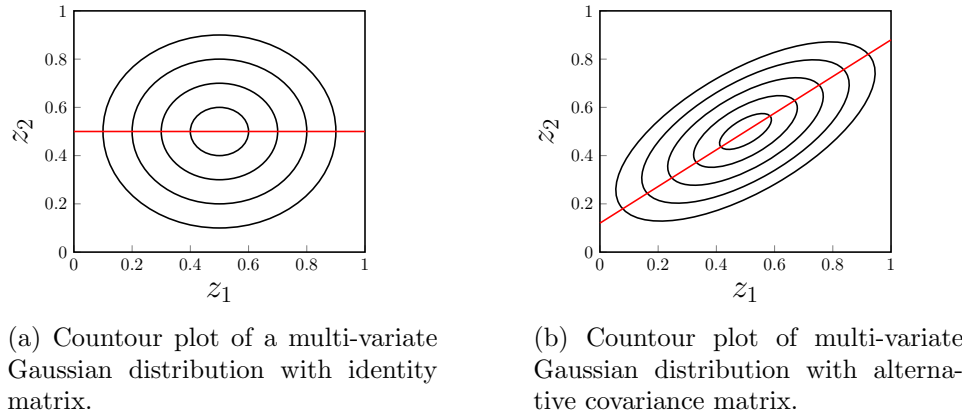 1
0.8
0.6
0.4
0.2
0
0 0.2 0.4 0.6 0.8 1
z2
z1
(a) Countour plot of a multi-variate
Gaussian distribution with identity
matrix.
1
0.8
0.6
0.4
0.2
0
0 0.2 0.4 0.6 0.8 1
z2
z1
(b) Countour plot of multi-variate
Gaussian distribution with alterna-
tive covariance matrix.